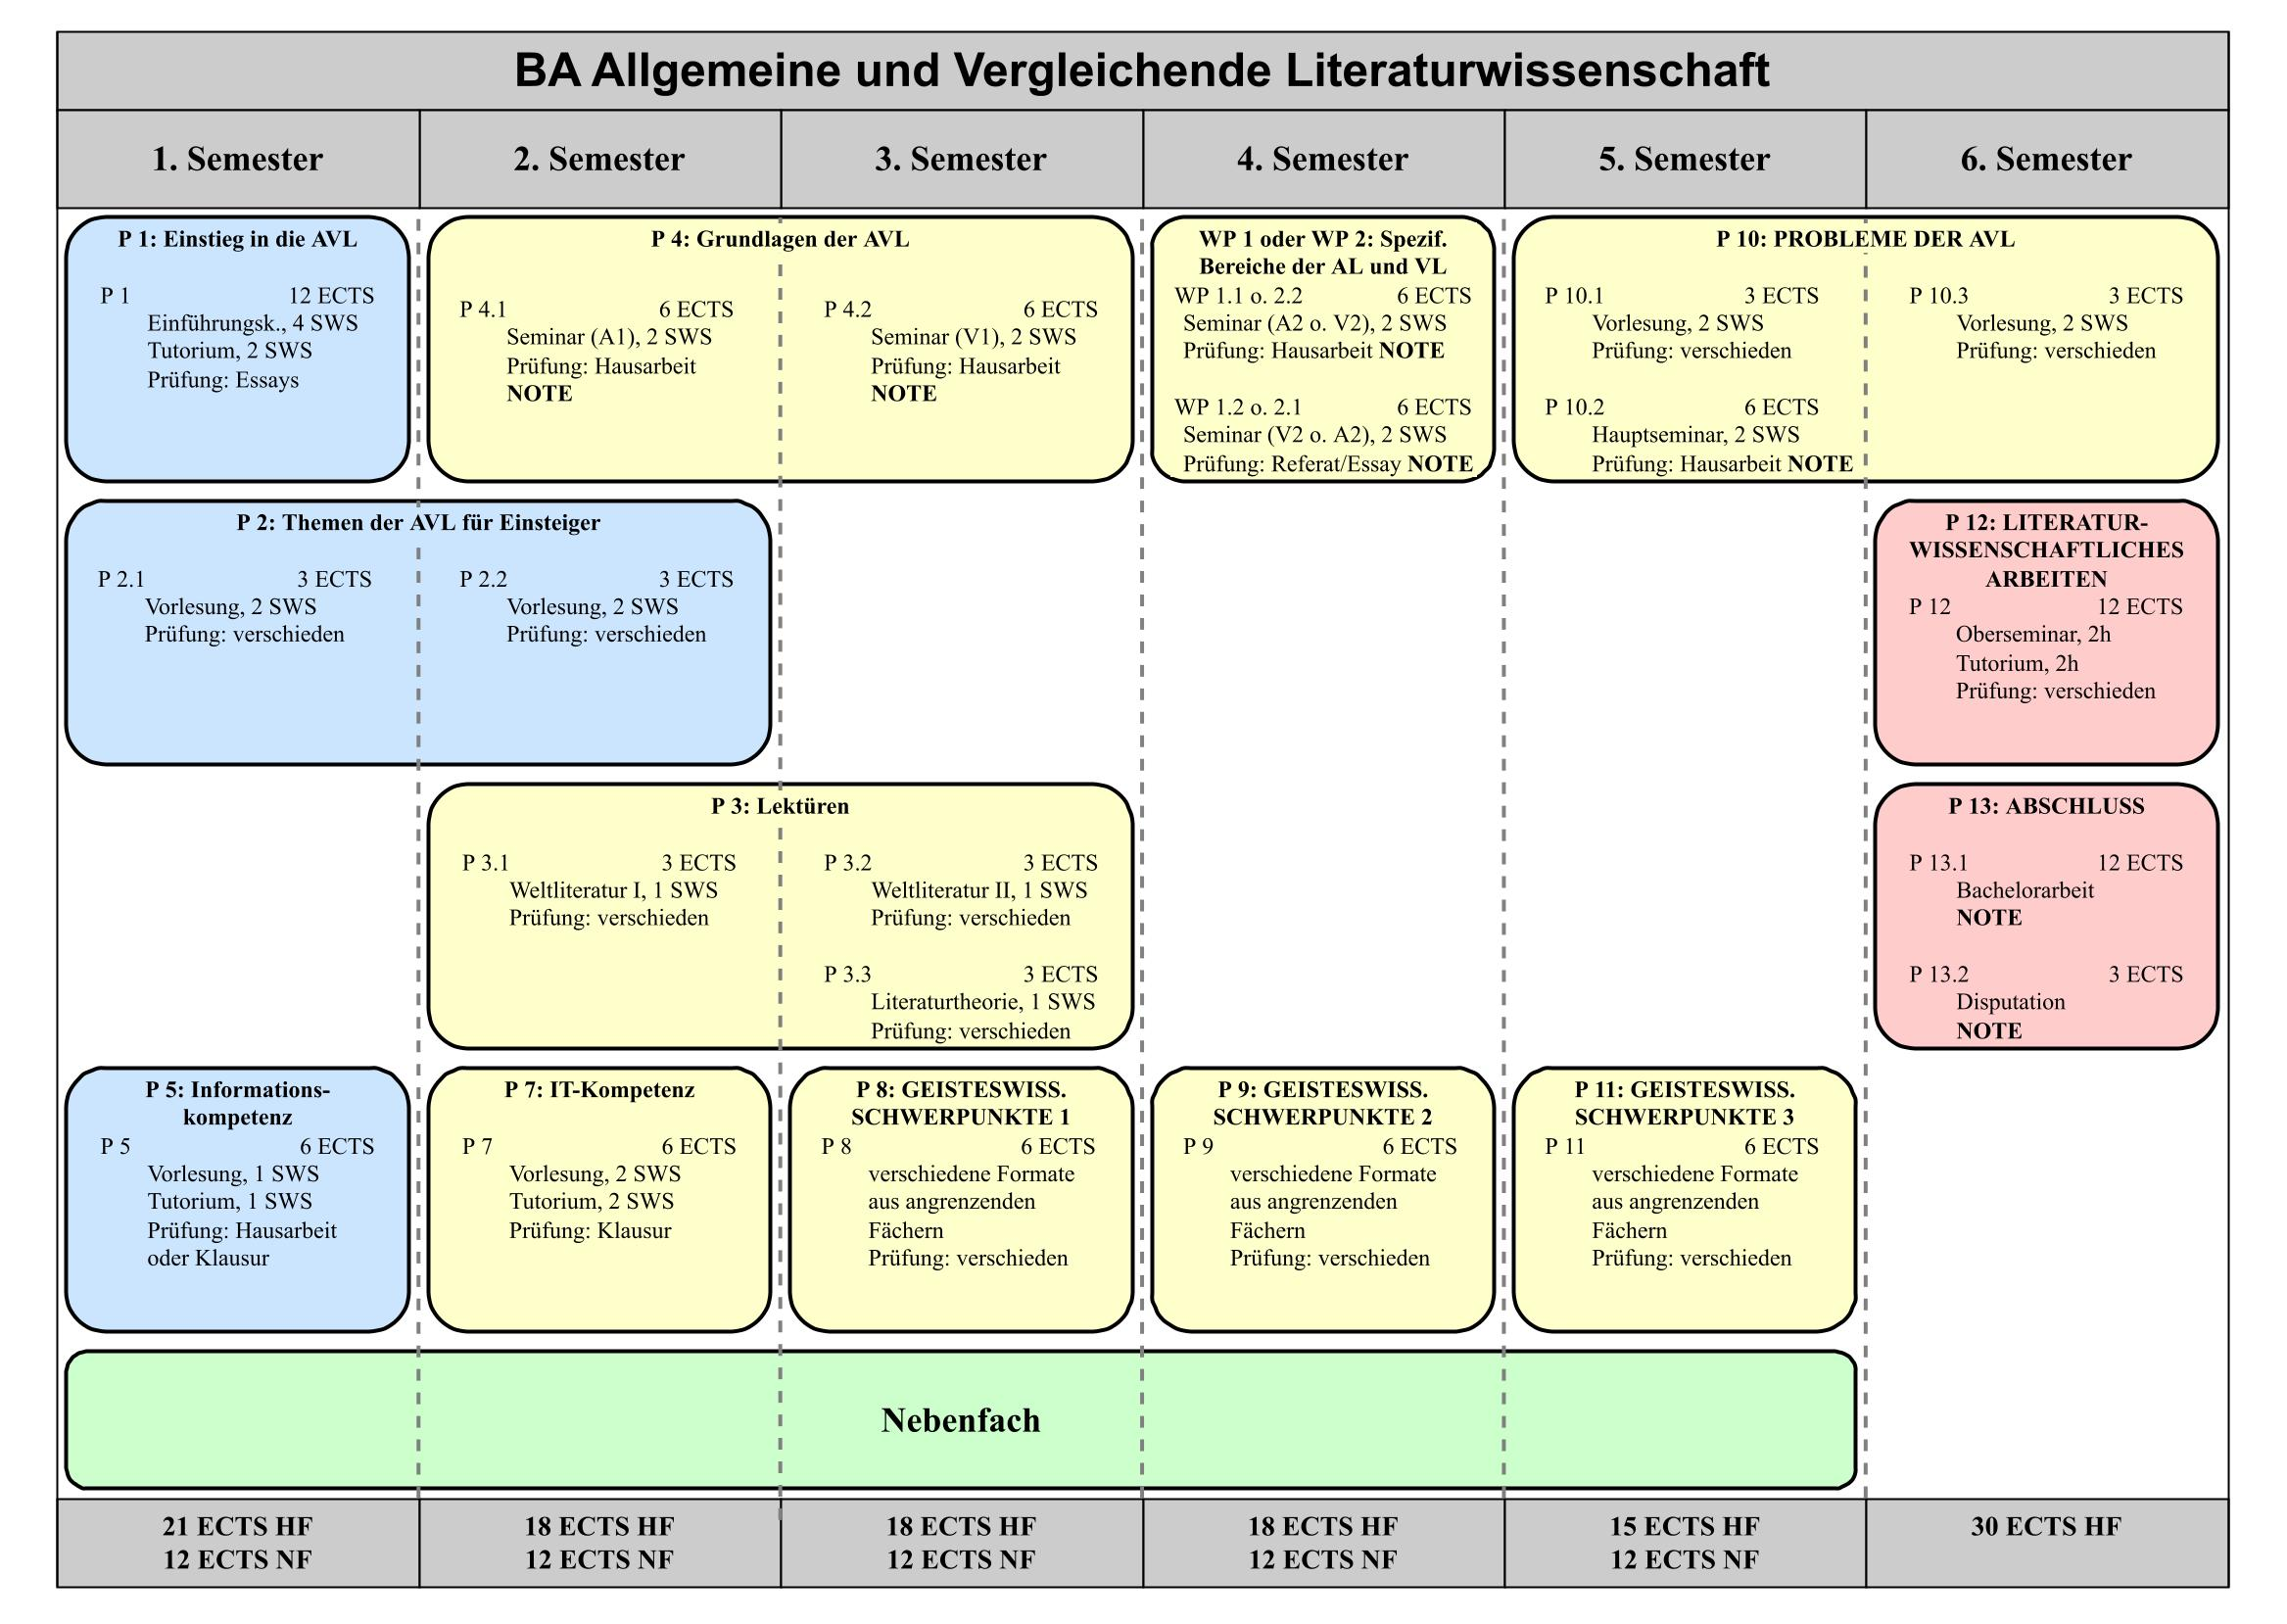 BA Allgemeine und Vergleichende Literaturwissenschaft
1. Semester
2. Semester
3. Semester
4. Semester
5. Semester
6. Semester
P 1: Einstieg in die AVL
P 1 12 ECTS
Einführungsk., 4 SWS
Tutorium, 2 SWS
Prüfung: Essays
P 4: Grundlagen der AVL
P 4.1 6 ECTS
Seminar (A1), 2 SWS
Prüfung: Hausarbeit
NOTE
P 4.2 6 ECTS
Seminar (V1), 2 SWS
Prüfung: Hausarbeit
NOTE
WP 1 oder WP 2: Spezif.
Bereiche der AL und VL
WP 1.1 o. 2.2 6 ECTS
Seminar (A2 o. V2), 2 SWS
Prüfung: Hausarbeit NOTE
WP 1.2 o. 2.1 6 ECTS
Seminar (V2 o. A2), 2 SWS
Prüfung: Referat/Essay NOTE
P 10: PROBLEME DER AVL
P 10.1 3 ECTS
Vorlesung, 2 SWS
Prüfung: verschieden
P 10.2 6 ECTS
Hauptseminar, 2 SWS
Prüfung: Hausarbeit NOTE
P 10.3 3 ECTS
Vorlesung, 2 SWS
Prüfung: verschieden
P 2: Themen der AVL für Einsteiger
P 2.1 3 ECTS
Vorlesung, 2 SWS
Prüfung: verschieden
P 2.2 3 ECTS
Vorlesung, 2 SWS
Prüfung: verschieden
P 12: LITERATUR-
WISSENSCHAFTLICHES
ARBEITEN
P 12 12 ECTS
Oberseminar, 2h
Tutorium, 2h
Prüfung: verschieden
P 3: Lektüren
P 3.1 3 ECTS
Weltliteratur I, 1 SWS
Prüfung: verschieden
P 3.2 3 ECTS
Weltliteratur II, 1 SWS
Prüfung: verschieden
P 3.3 3 ECTS
Literaturtheorie, 1 SWS
Prüfung: verschieden
P 13: ABSCHLUSS
P 13.1 12 ECTS
Bachelorarbeit
NOTE
P 13.2 3 ECTS
Disputation
NOTE
P 5: Informations-
kompetenz
P 5 6 ECTS
Vorlesung, 1 SWS
Tutorium, 1 SWS
Prüfung: Hausarbeit
oder Klausur
P 7: IT-Kompetenz
P 7 6 ECTS
Vorlesung, 2 SWS
Tutorium, 2 SWS
Prüfung: Klausur
P 8: GEISTESWISS.
SCHWERPUNKTE 1
P 8 6 ECTS
verschiedene Formate
aus angrenzenden
Fächern
Prüfung: verschieden
P 9: GEISTESWISS.
SCHWERPUNKTE 2
P 9 6 ECTS
verschiedene Formate
aus angrenzenden
Fächern
Prüfung: verschieden
P 11: GEISTESWISS.
SCHWERPUNKTE 3
P 11 6 ECTS
verschiedene Formate
aus angrenzenden
Fächern
Prüfung: verschieden
Nebenfach
21 ECTS HF
12 ECTS NF
18 ECTS HF
12 ECTS NF
18 ECTS HF
12 ECTS NF
18 ECTS HF
12 ECTS NF
15 ECTS HF
12 ECTS NF
30 ECTS HF